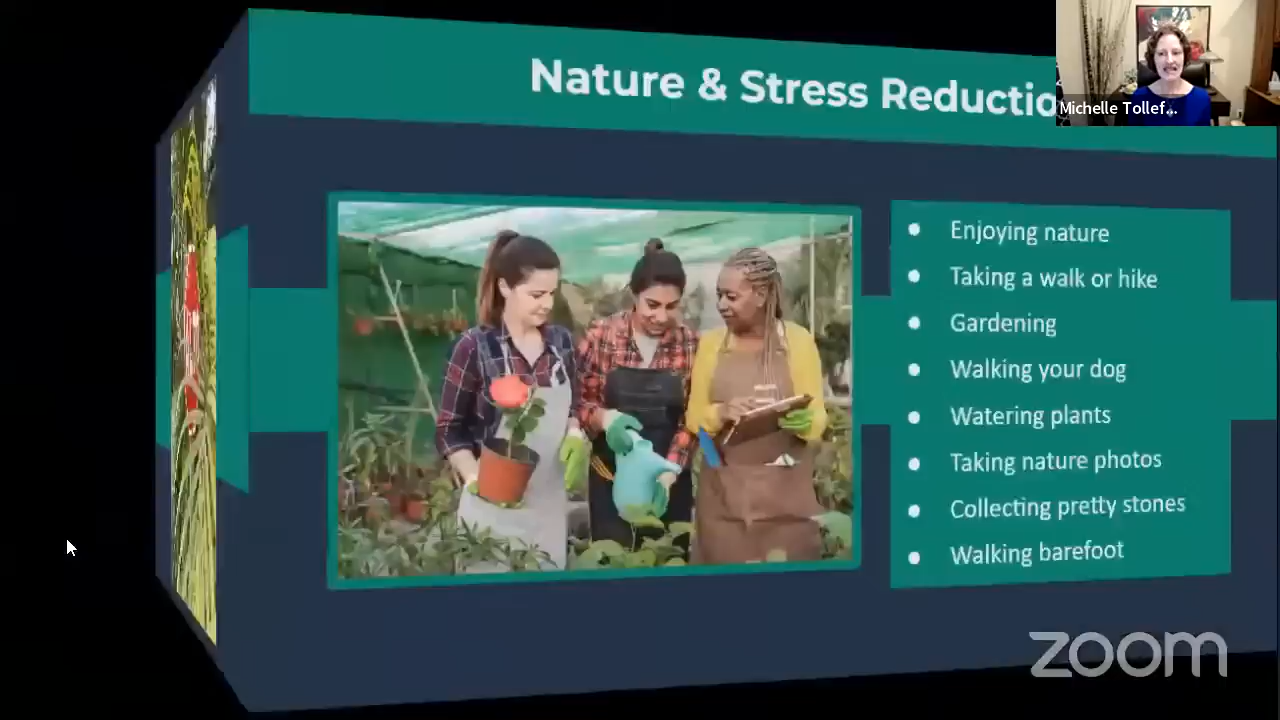 Nature & Stress Reductio
Michelle Tollef...
Enjoying nature
Taking a walk or hike
Gardening
Walking your dog
Watering plants
Taking nature photos
Collecting pretty stones
Walking barefoot
zoom